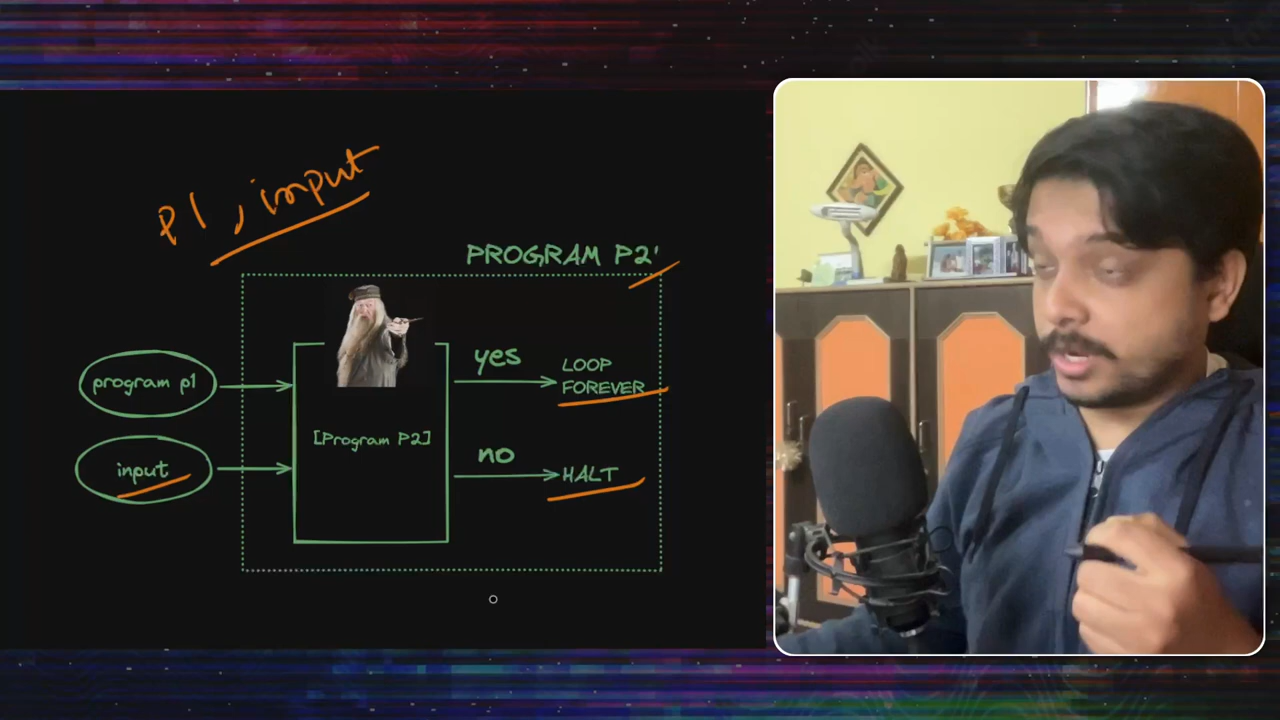 p1, input
PROGRAM P2'
yes
LOOP
FOREVER
program p1
[Program P2]
no
input
HALT